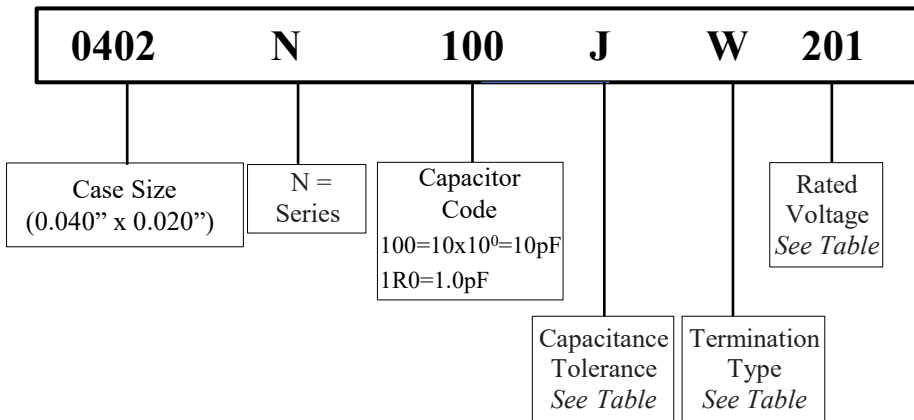 0402 N 100 J W 201
Case Size
(0.040” x 0.020”)
N =
Series
Capacitor
Code
100=10x10⁰=10pF
1R0=1.0pF
Rated
Voltage
See Table
Capacitance
Tolerance
See Table
Termination
Type
See Table